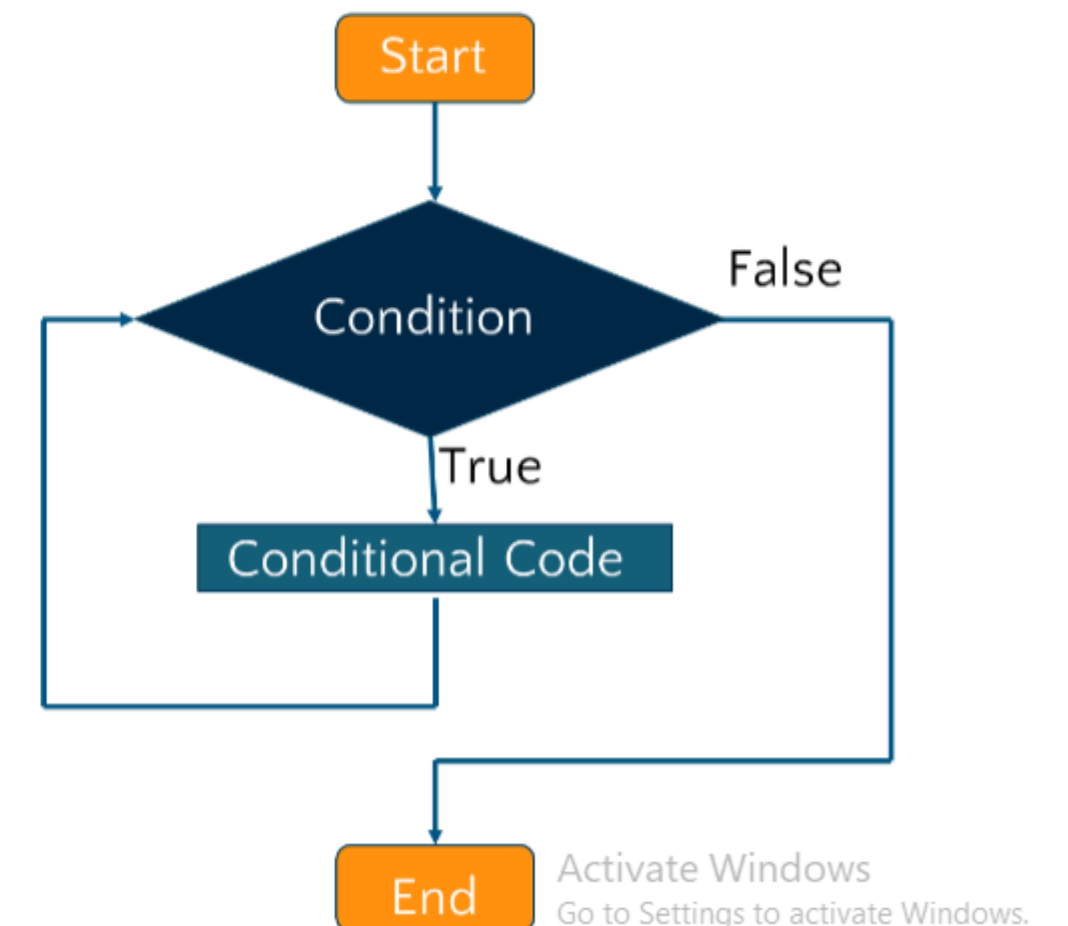 Start
False
Condition
True
Conditional Code
End
Activate Windows
Go to Settings to activate Windows.